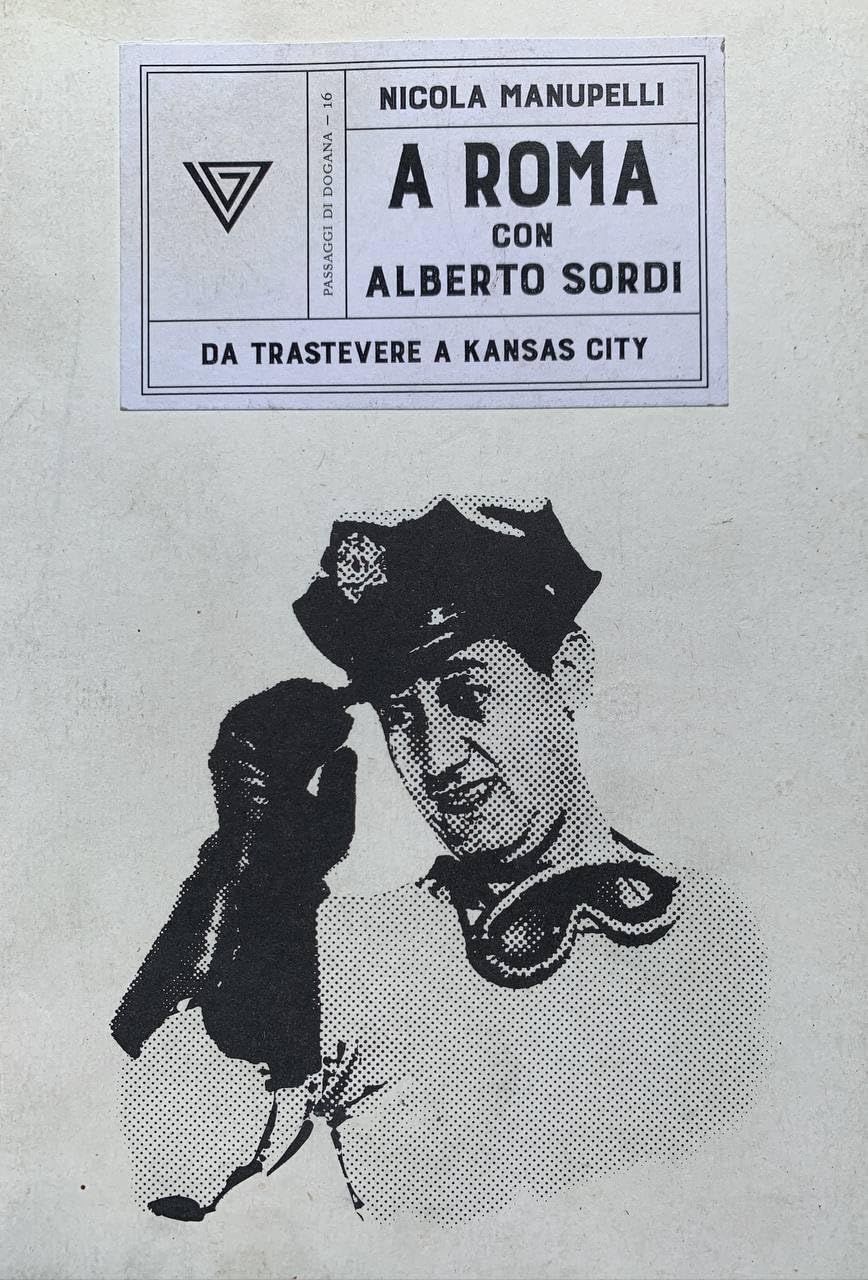 NICOLA MANUPELLI
PASSAGGI DI DOGANA – 16
A ROMA
CON
ALBERTO SORDI
DA TRASTEVERE A KANSAS CITY